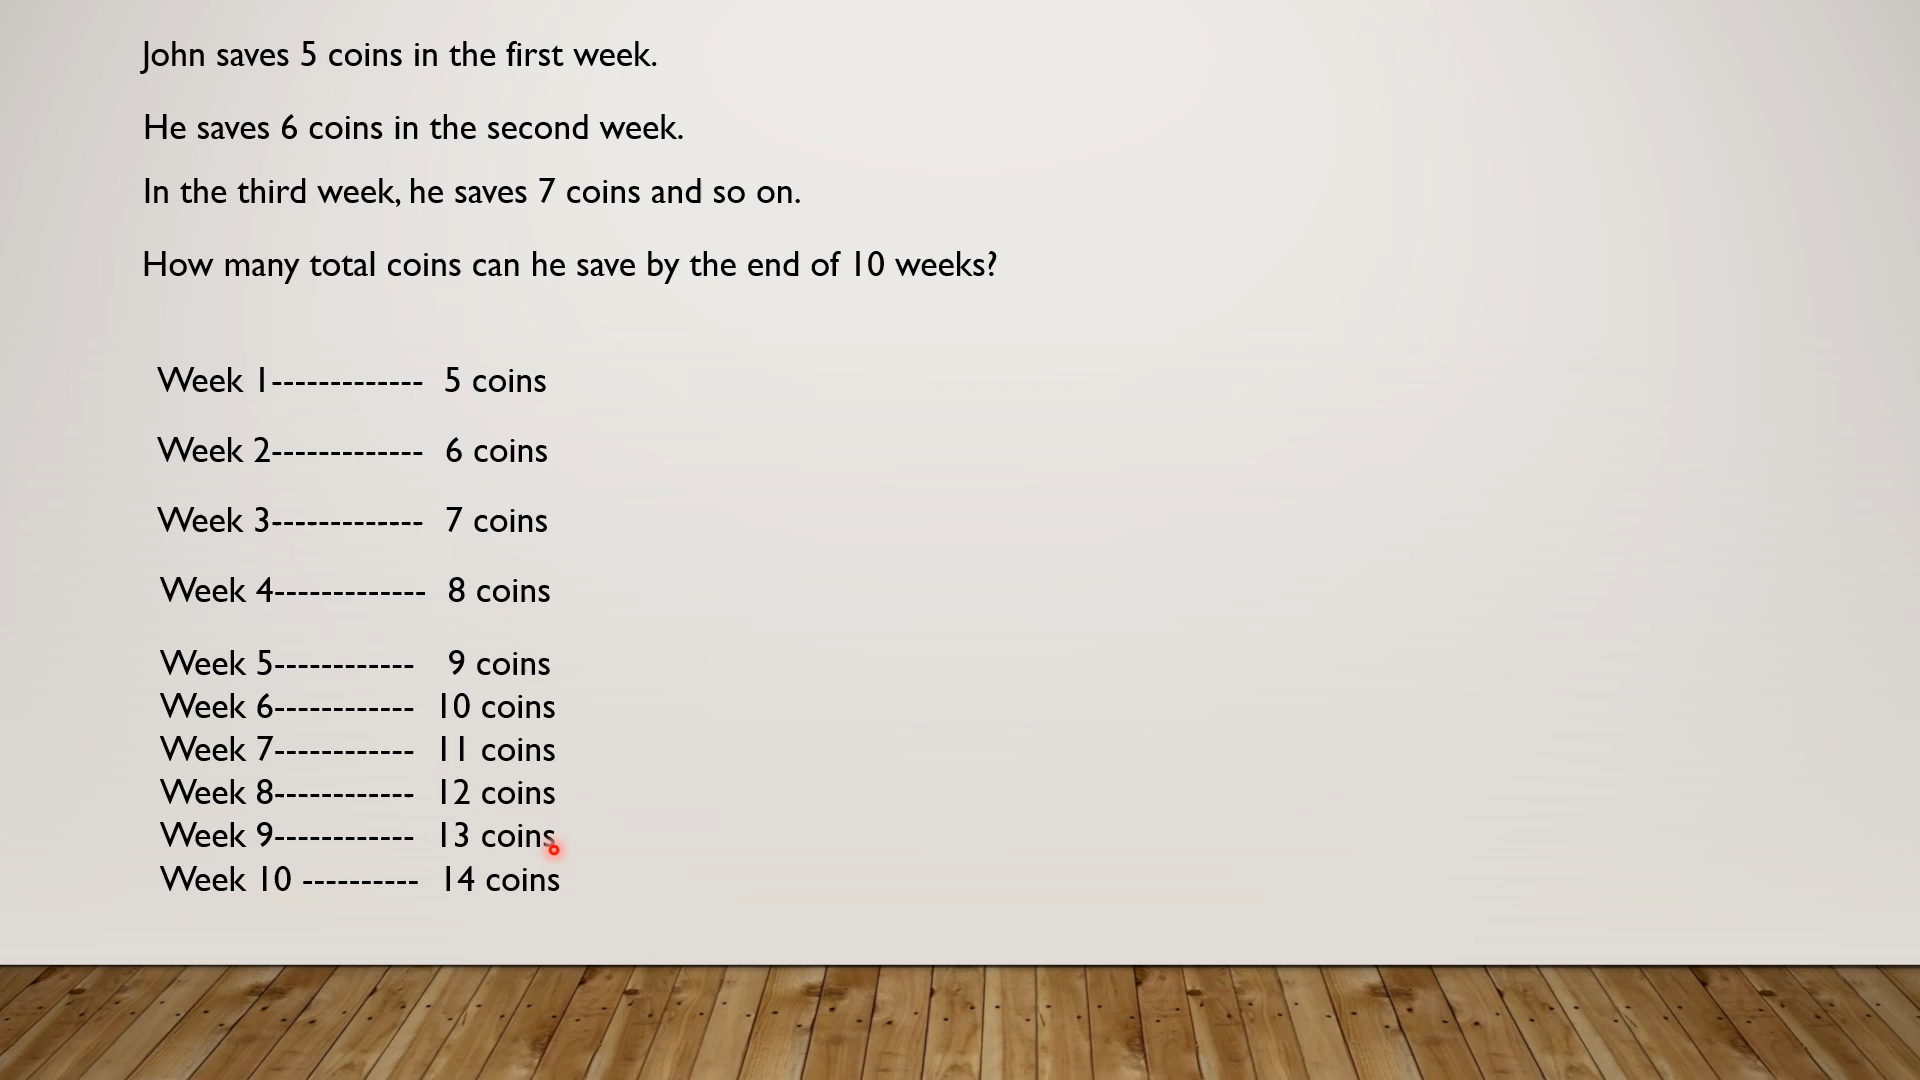 John saves 5 coins in the first week.
He saves 6 coins in the second week.
In the third week, he saves 7 coins and so on.
How many total coins can he save by the end of 10 weeks?
Week 1------------- 5 coins
Week 2------------- 6 coins
Week 3------------- 7 coins
Week 4------------- 8 coins
Week 5------------ 9 coins
Week 6------------ 10 coins
Week 7------------ 11 coins
Week 8------------ 12 coins
Week 9------------ 13 coins
Week 10 ---------- 14 coins